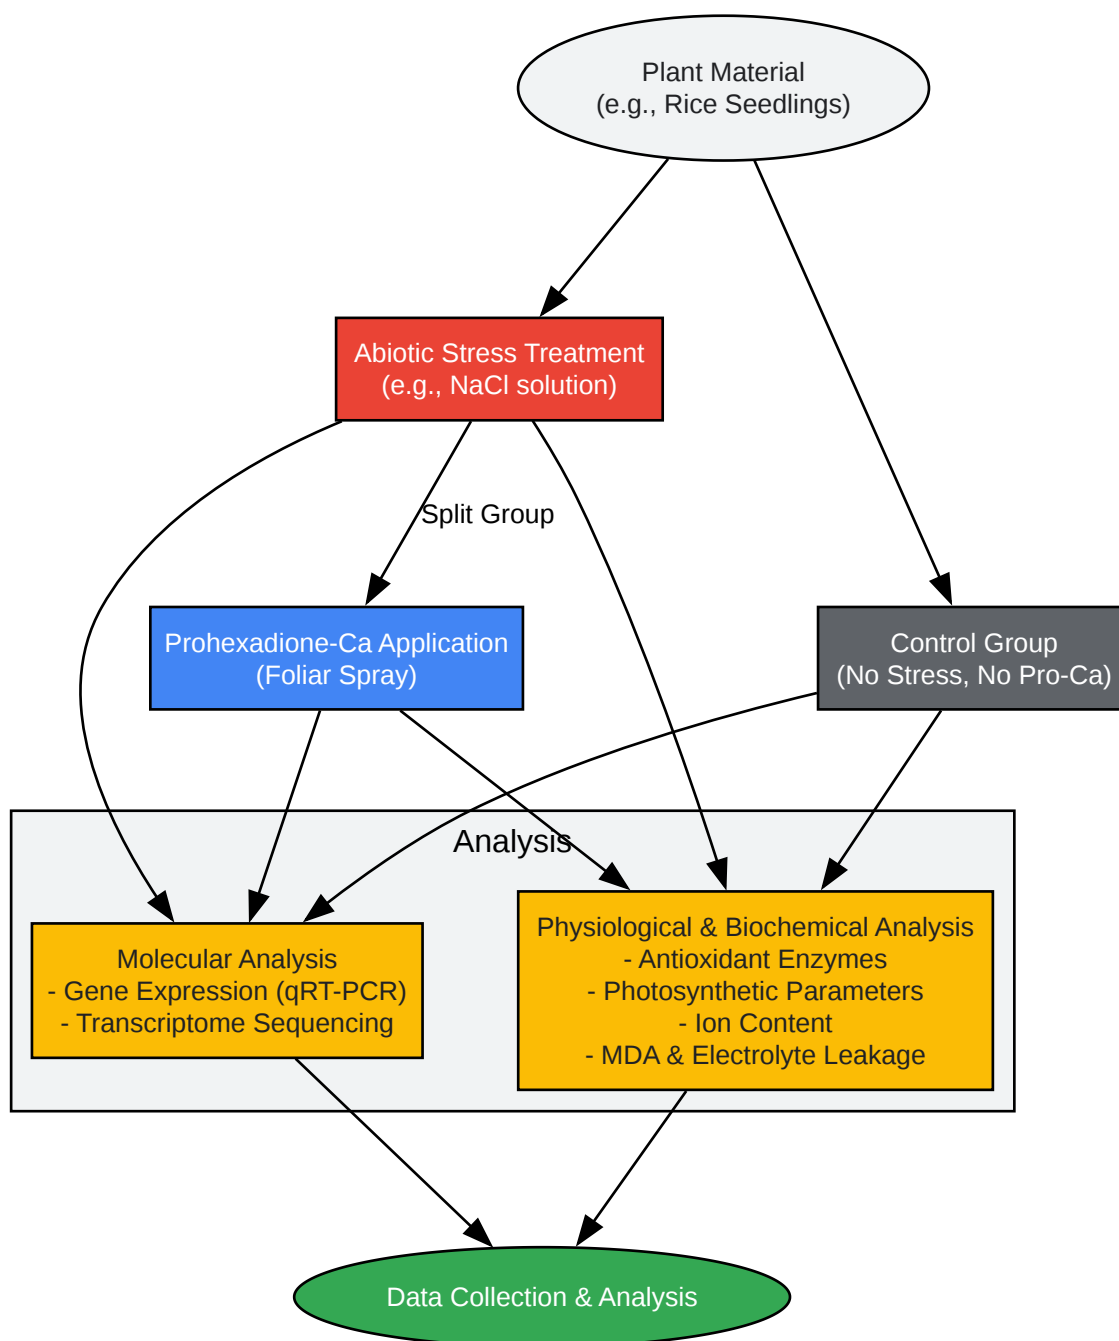 Plant Material
(e.g., Rice Seedlings)
Abiotic Stress Treatment
(e.g., NaCl solution)
Split Group
Prohexadione-Ca Application
(Foliar Spray)
Control Group
(No Stress, No Pro-Ca)
Analysis
Molecular Analysis
- Gene Expression (qRT-PCR)
- Transcriptome Sequencing
Physiological & Biochemical Analysis
- Antioxidant Enzymes
- Photosynthetic Parameters
- Ion Content
- MDA & Electrolyte Leakage
Data Collection & Analysis